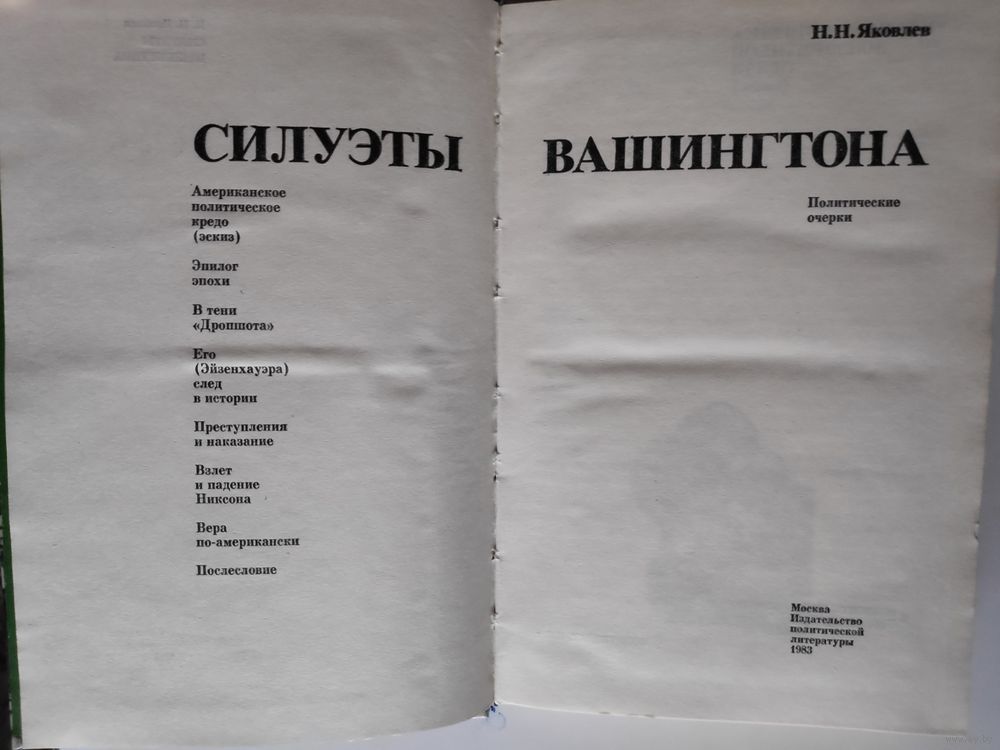 СИЛУЭТЫ
Американское
политическое
кредо
(эскиз)
Эпилог
эпохи
В тени
«Дропшота»
Его
(Эйзенхауэра)
след
в истории
Преступления
и наказание
Взлет
и падение
Никсона
Вера
по-американски
Послесловие
Н.Н. Яковлев
ВАШИНГТОНА
Политические
очерки
Москва
Издательство
политической
литературы
1983